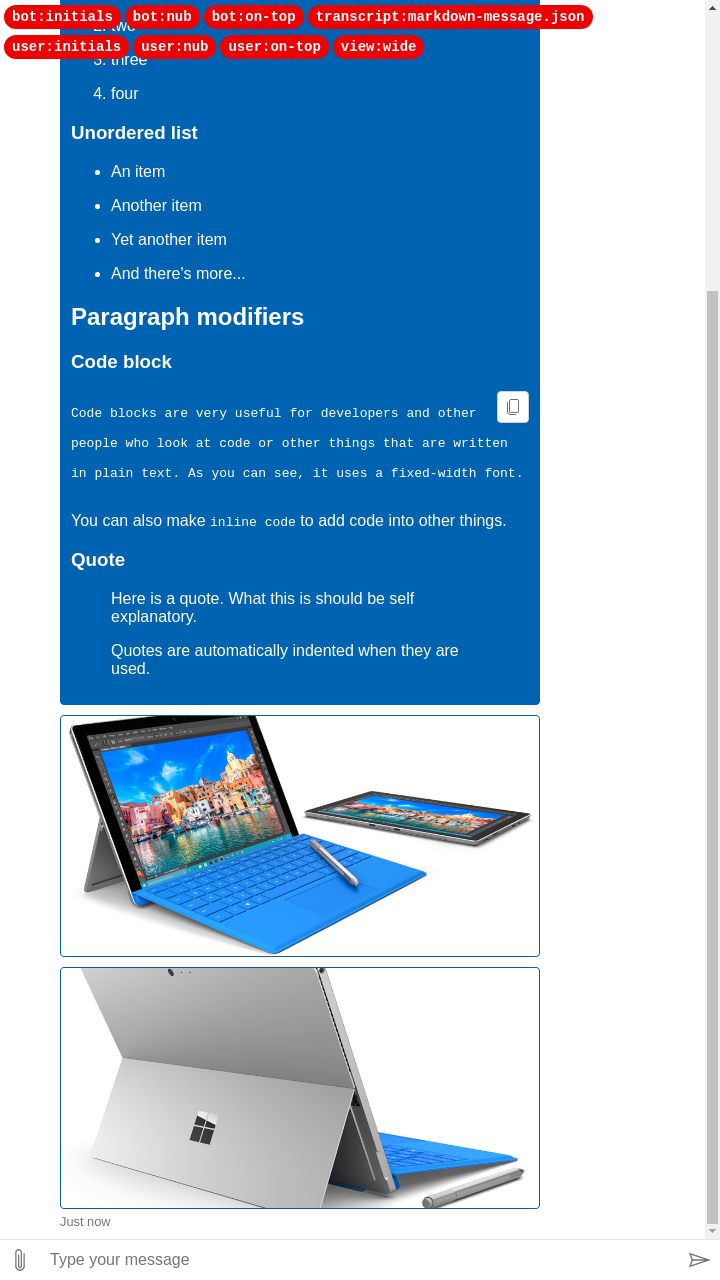 bot:initials bot:nub bot:on-top transcript:markdown-message.json
2. two
user:initials user:nub user:on-top view:wide
3. three
4. four
Unordered list
• An item
• Another item
• Yet another item
• And there's more...
Paragraph modifiers
Code block
Code blocks are very useful for developers and other
people who look at code or other things that are written
in plain text. As you can see, it uses a fixed-width font.
You can also make inline code to add code into other things.
Quote
Here is a quote. What this is should be self
explanatory.
Quotes are automatically indented when they are
used.
Just now
Type your message